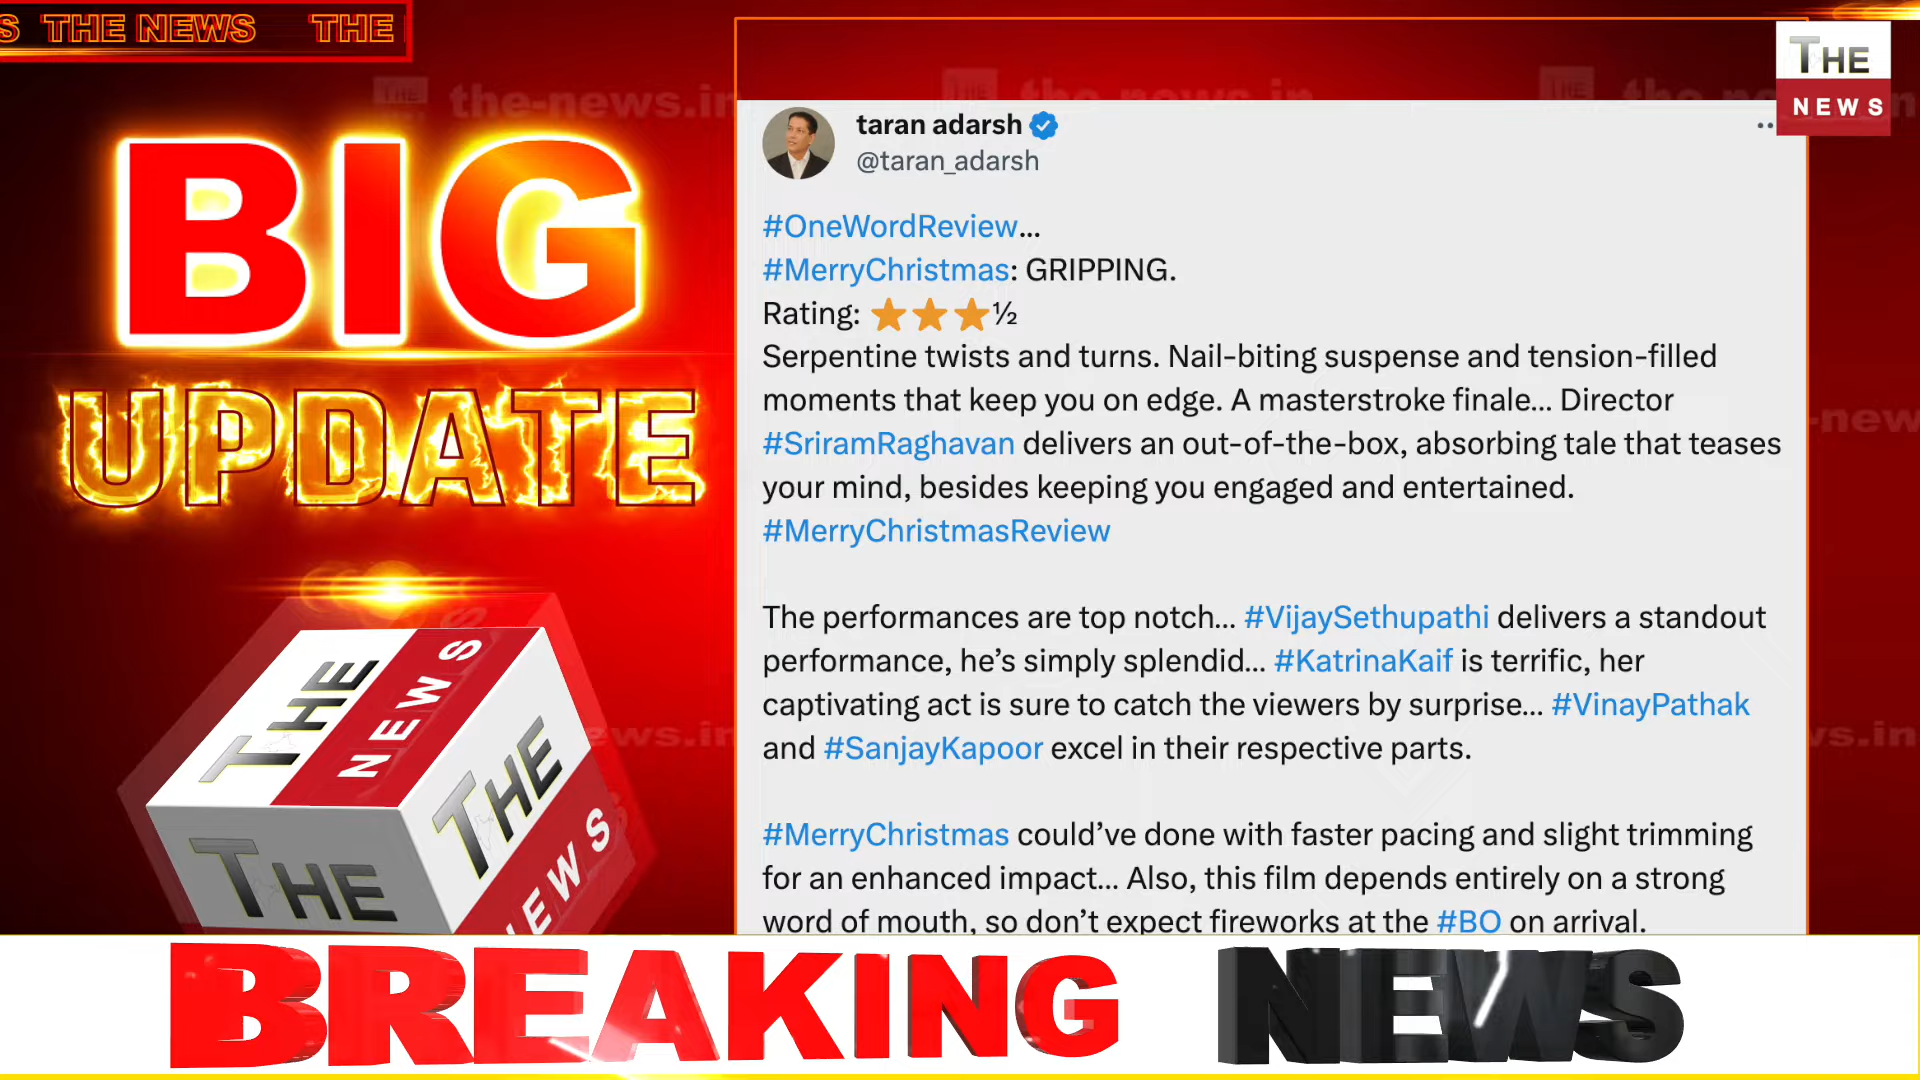 S THE NEWS THE
the-news.in
the-news.in
THE
NEWS
BIG
UPDATE
taran adarsh
@taran_adarsh
#OneWordReview...
#MerryChristmas: GRIPPING.
Rating: ⭐⭐⭐½
Serpentine twists and turns. Nail-biting suspense and tension-filled
moments that keep you on edge. A masterstroke finale... Director
#SriramRaghavan delivers an out-of-the-box, absorbing tale that teases
your mind, besides keeping you engaged and entertained.
#MerryChristmasReview
The performances are top notch... #VijaySethupathi delivers a standout
performance, he's simply splendid... #KatrinaKaif is terrific, her
captivating act is sure to catch the viewers by surprise... #VinayPathak
and #SanjayKapoor excel in their respective parts.
#MerryChristmas could've done with faster pacing and slight trimming
for an enhanced impact... Also, this film depends entirely on a strong
word of mouth, so don't expect fireworks at the #BO on arrival.
THE
NEWS
THE
NEWS
THE
BREAKING NEWS